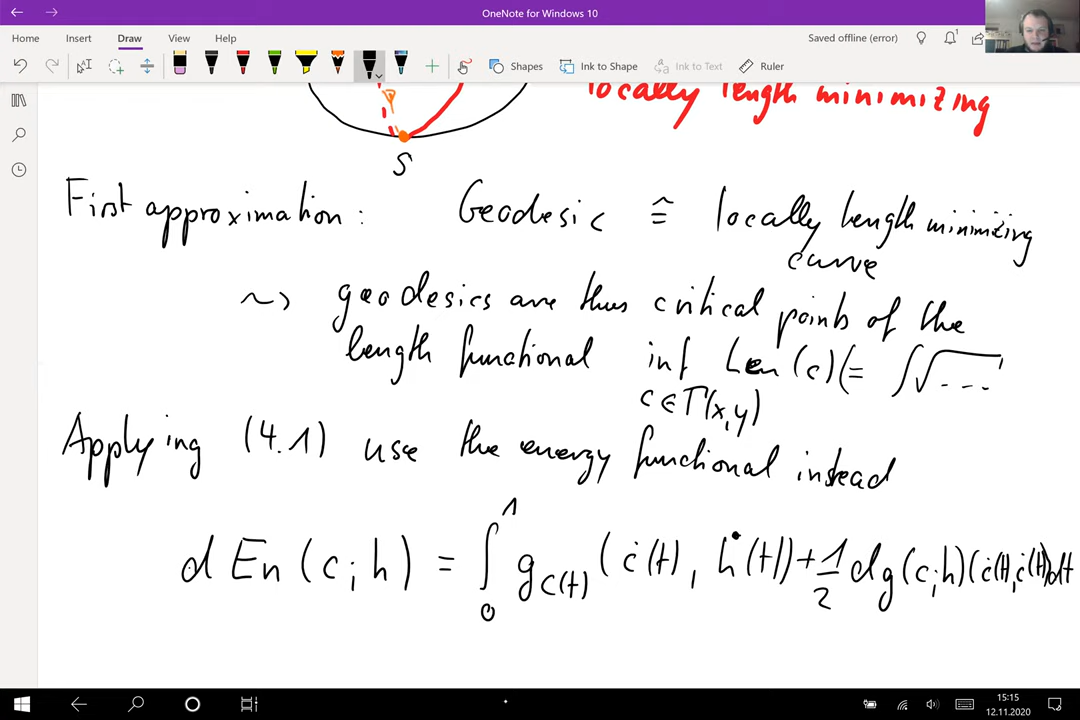 OneNote for Windows 10
Home Insert Draw View Help Saved offline (error)
Shapes Ink to Shape Ink to Text Ruler
locally length minimizing
S
First approximation: Geodesic ≙ locally length minimizing
curve
~> geodesics are thus critical points of the
length functional inf Len(c) (= ∫√...
c∈Γ(x,y)
Applying (4.1) use the energy functional instead
d En(c;h) = ∫₀¹ g_c(t) (ċ(t), ḣ(t)) + 1/2 dg(c;h)(ċ(t),ċ(t))dt
15:15
12.11.2020